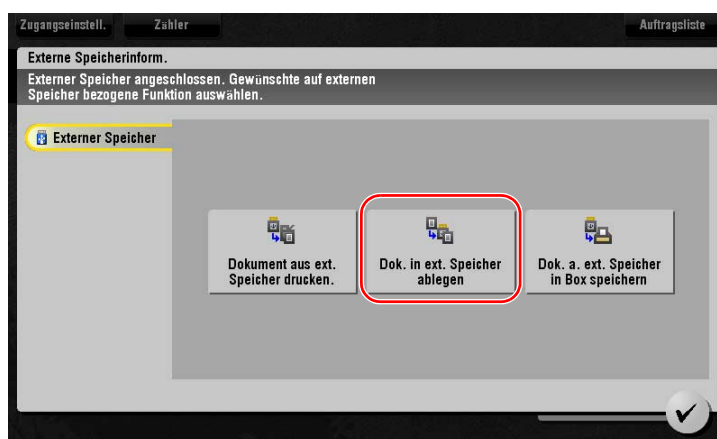 Zugangseinstell. Zähler Auftragsliste
Externe Speicherinform.
Externer Speicher angeschlossen. Gewünschte auf externen
Speicher bezogene Funktion auswählen.
Externer Speicher
Dokument aus ext.
Speicher drucken.
Dok. in ext. Speicher
ablegen
Dok. a. ext. Speicher
in Box speichern